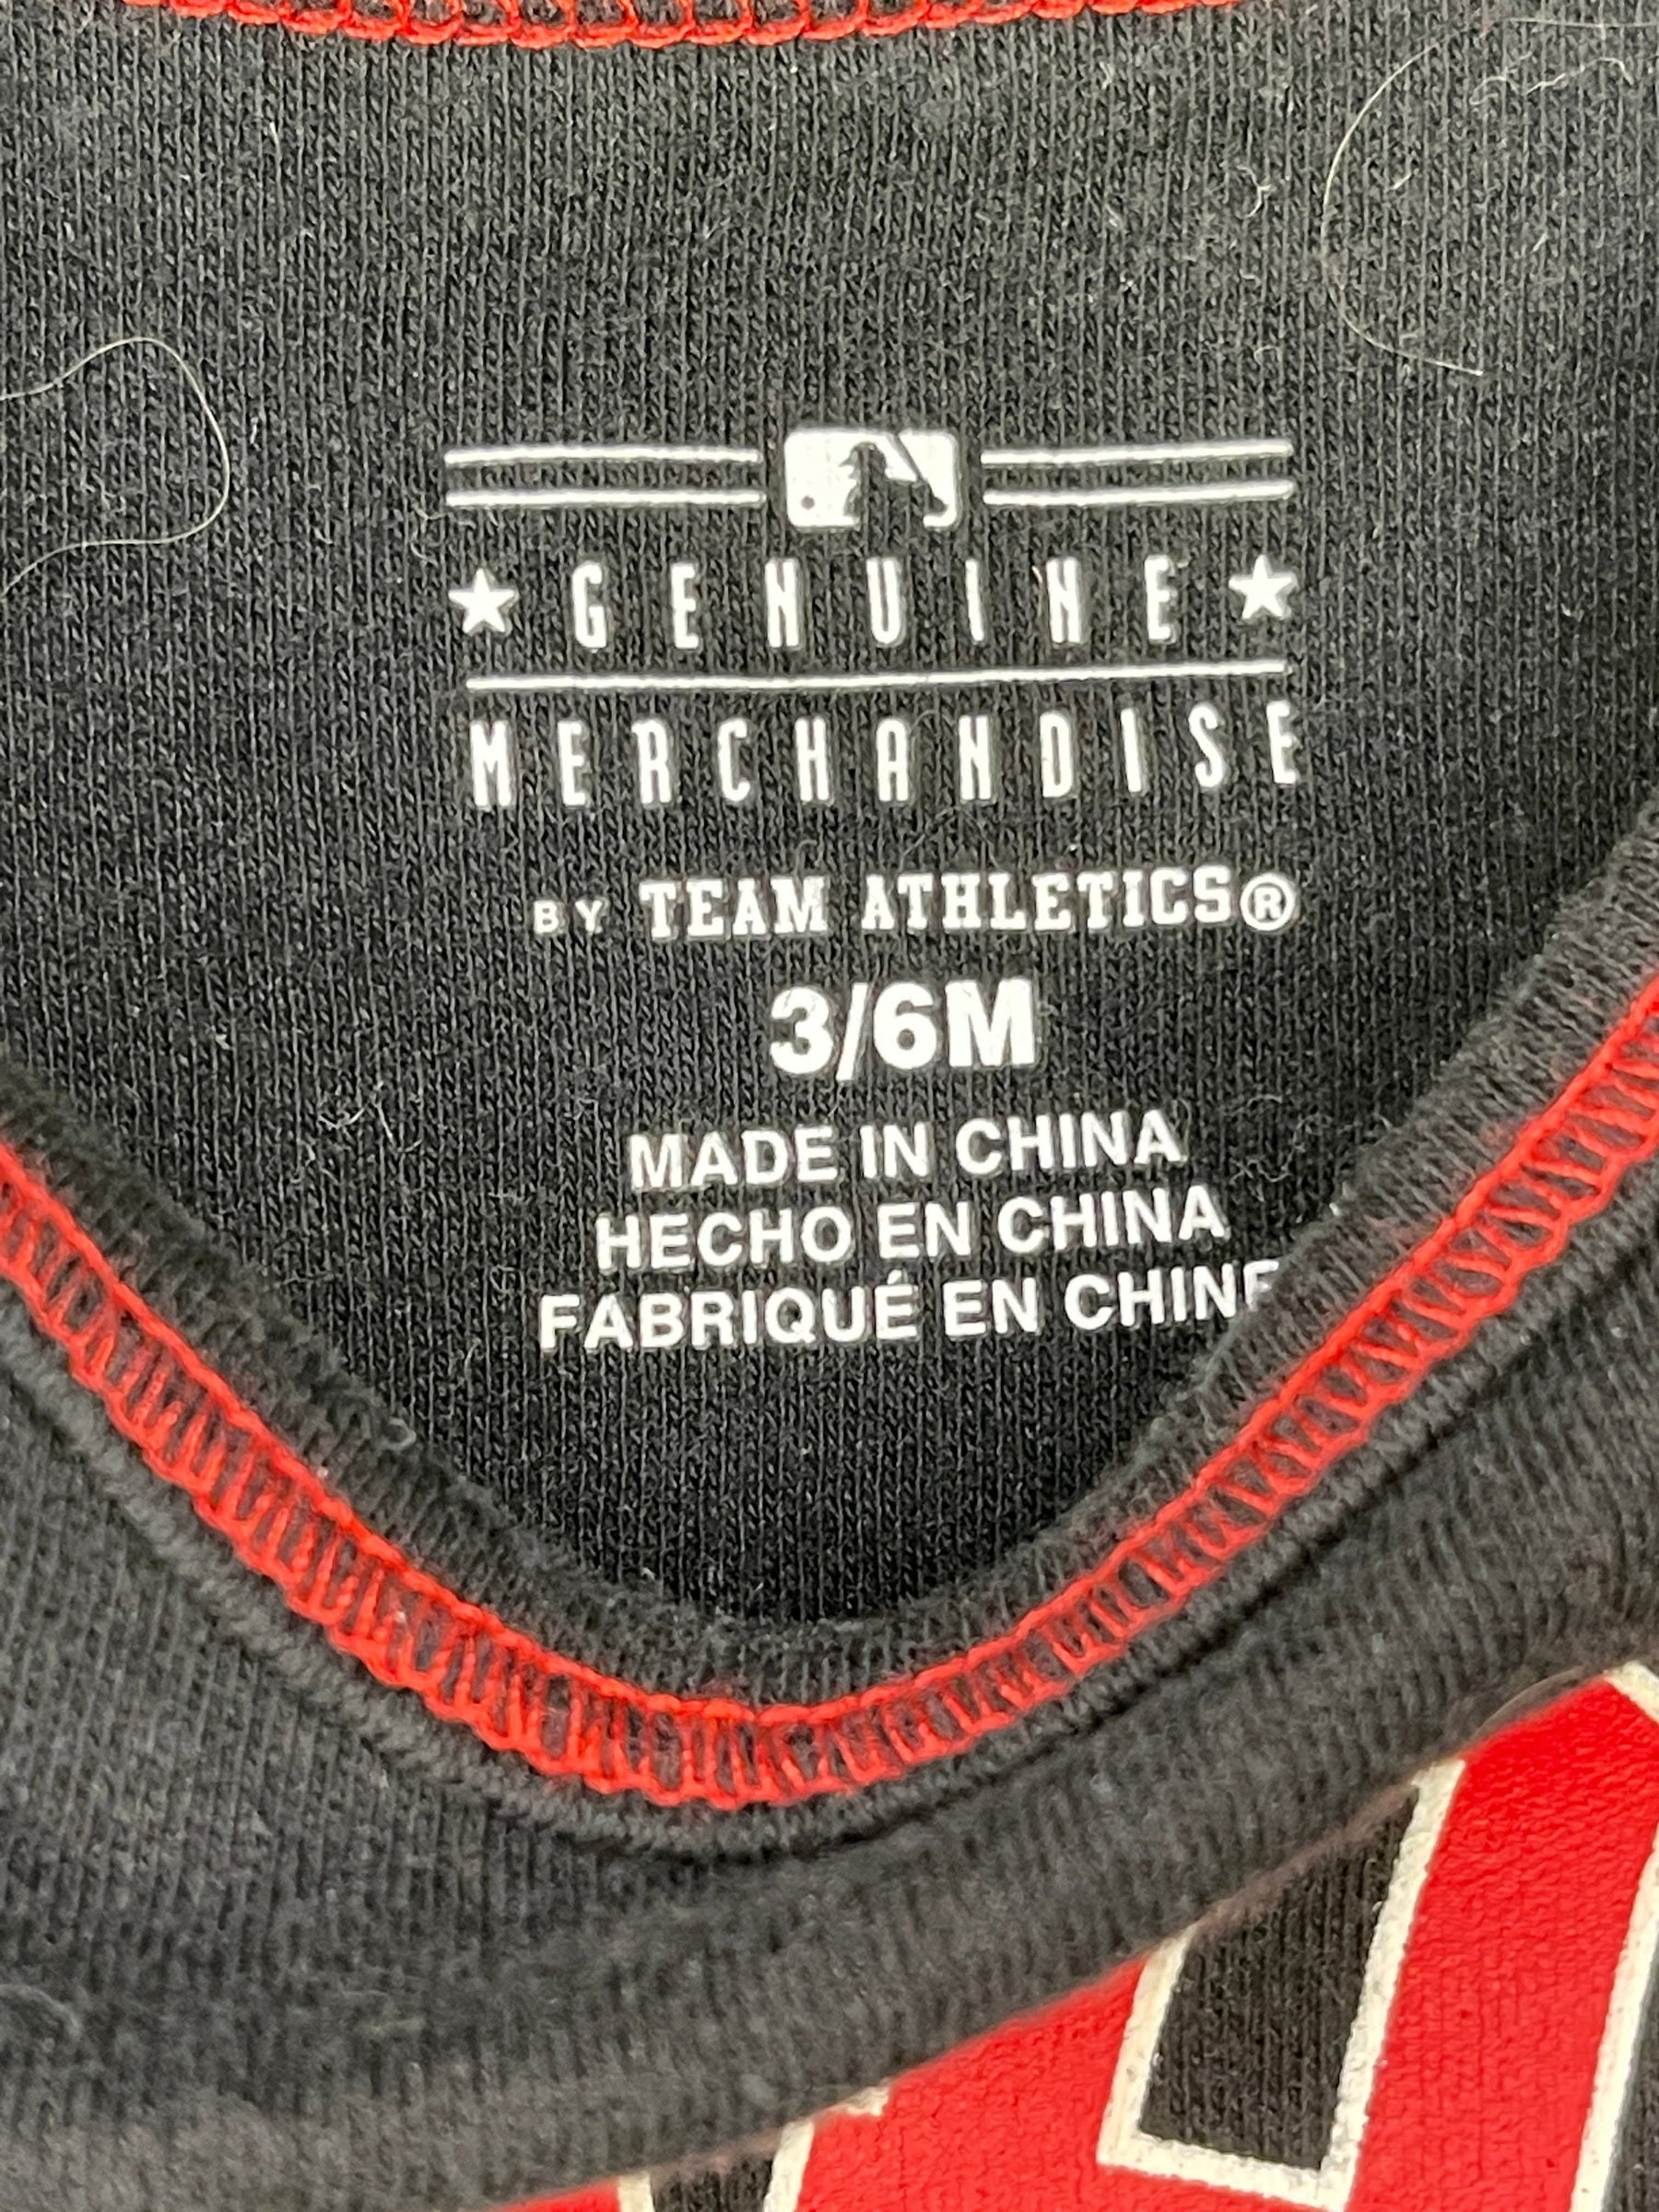 GENUINE
MERCHANDISE
BY TEAM ATHLETICS®
3/6M
MADE IN CHINA
HECHO EN CHINA
FABRIQUÉ EN CHINE